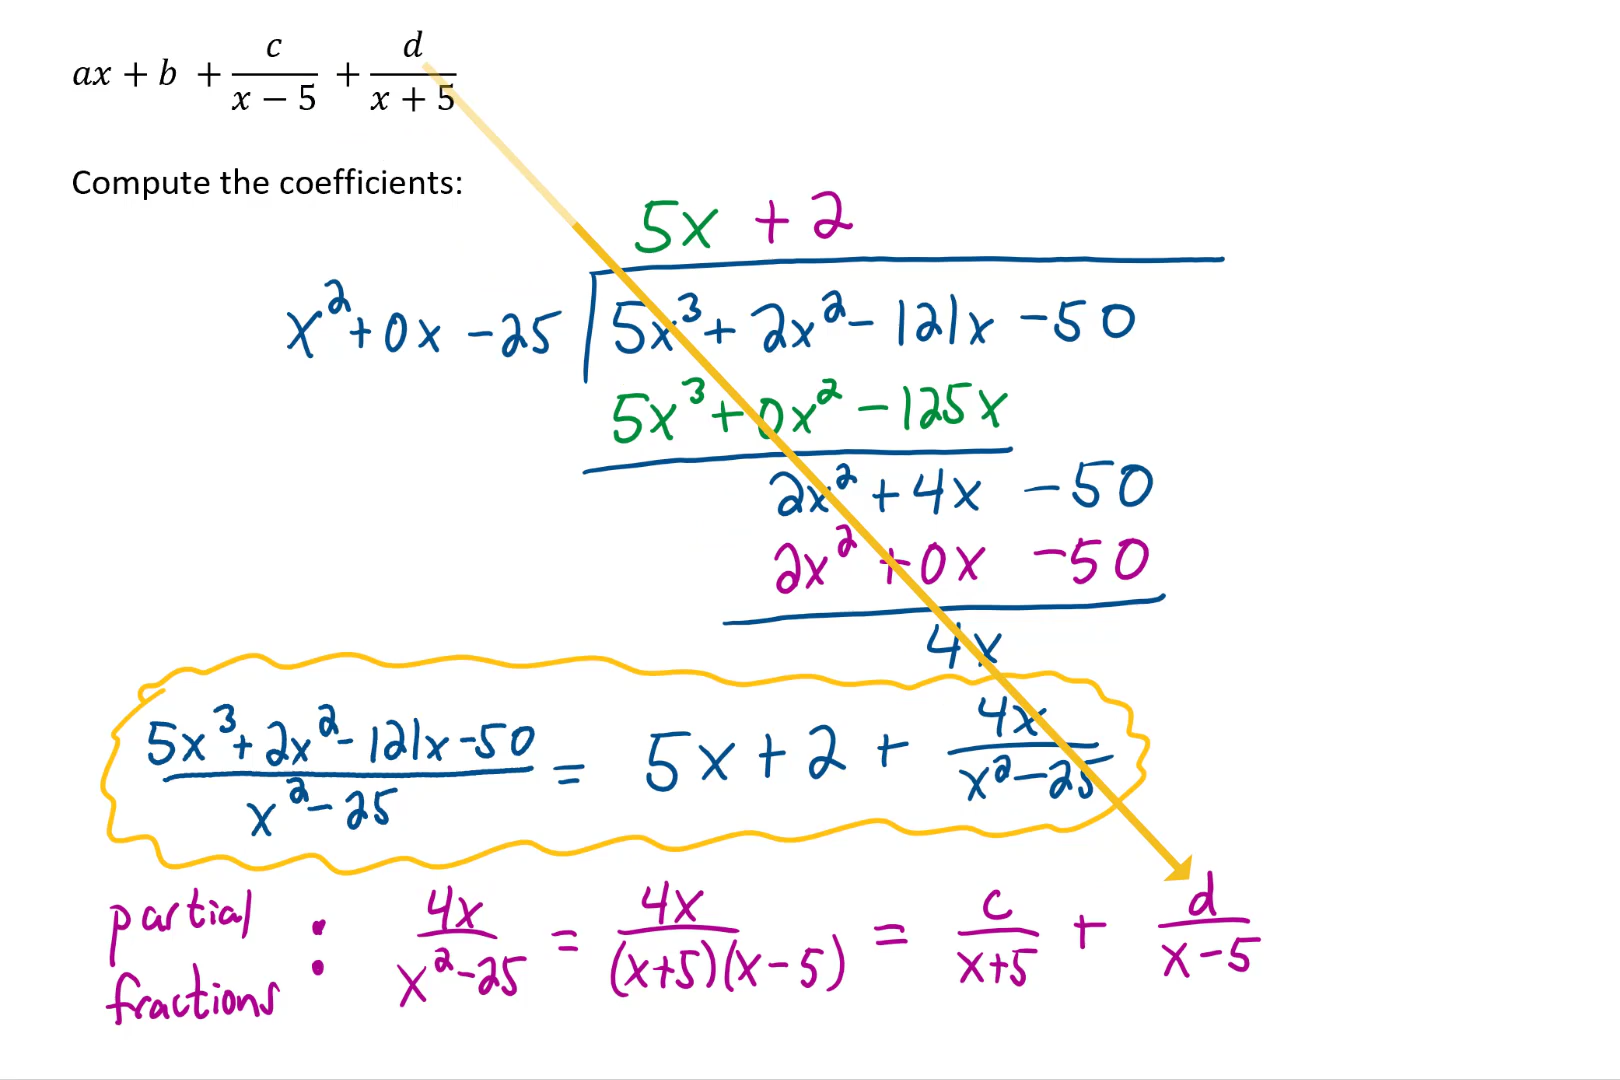 ax + b + c/(x − 5) + d/(x + 5)
Compute the coefficients:
5x + 2
x² + 0x − 25 ) 5x³ + 2x² − 121x − 50
5x³ + 0x² − 125x
2x² + 4x − 50
2x² + 0x − 50
4x
(5x³ + 2x² − 121x − 50)/(x² − 25) = 5x + 2 + 4x/(x² − 25)
partial fractions : 4x/(x² − 25) = 4x/((x+5)(x−5)) = c/(x+5) + d/(x−5)